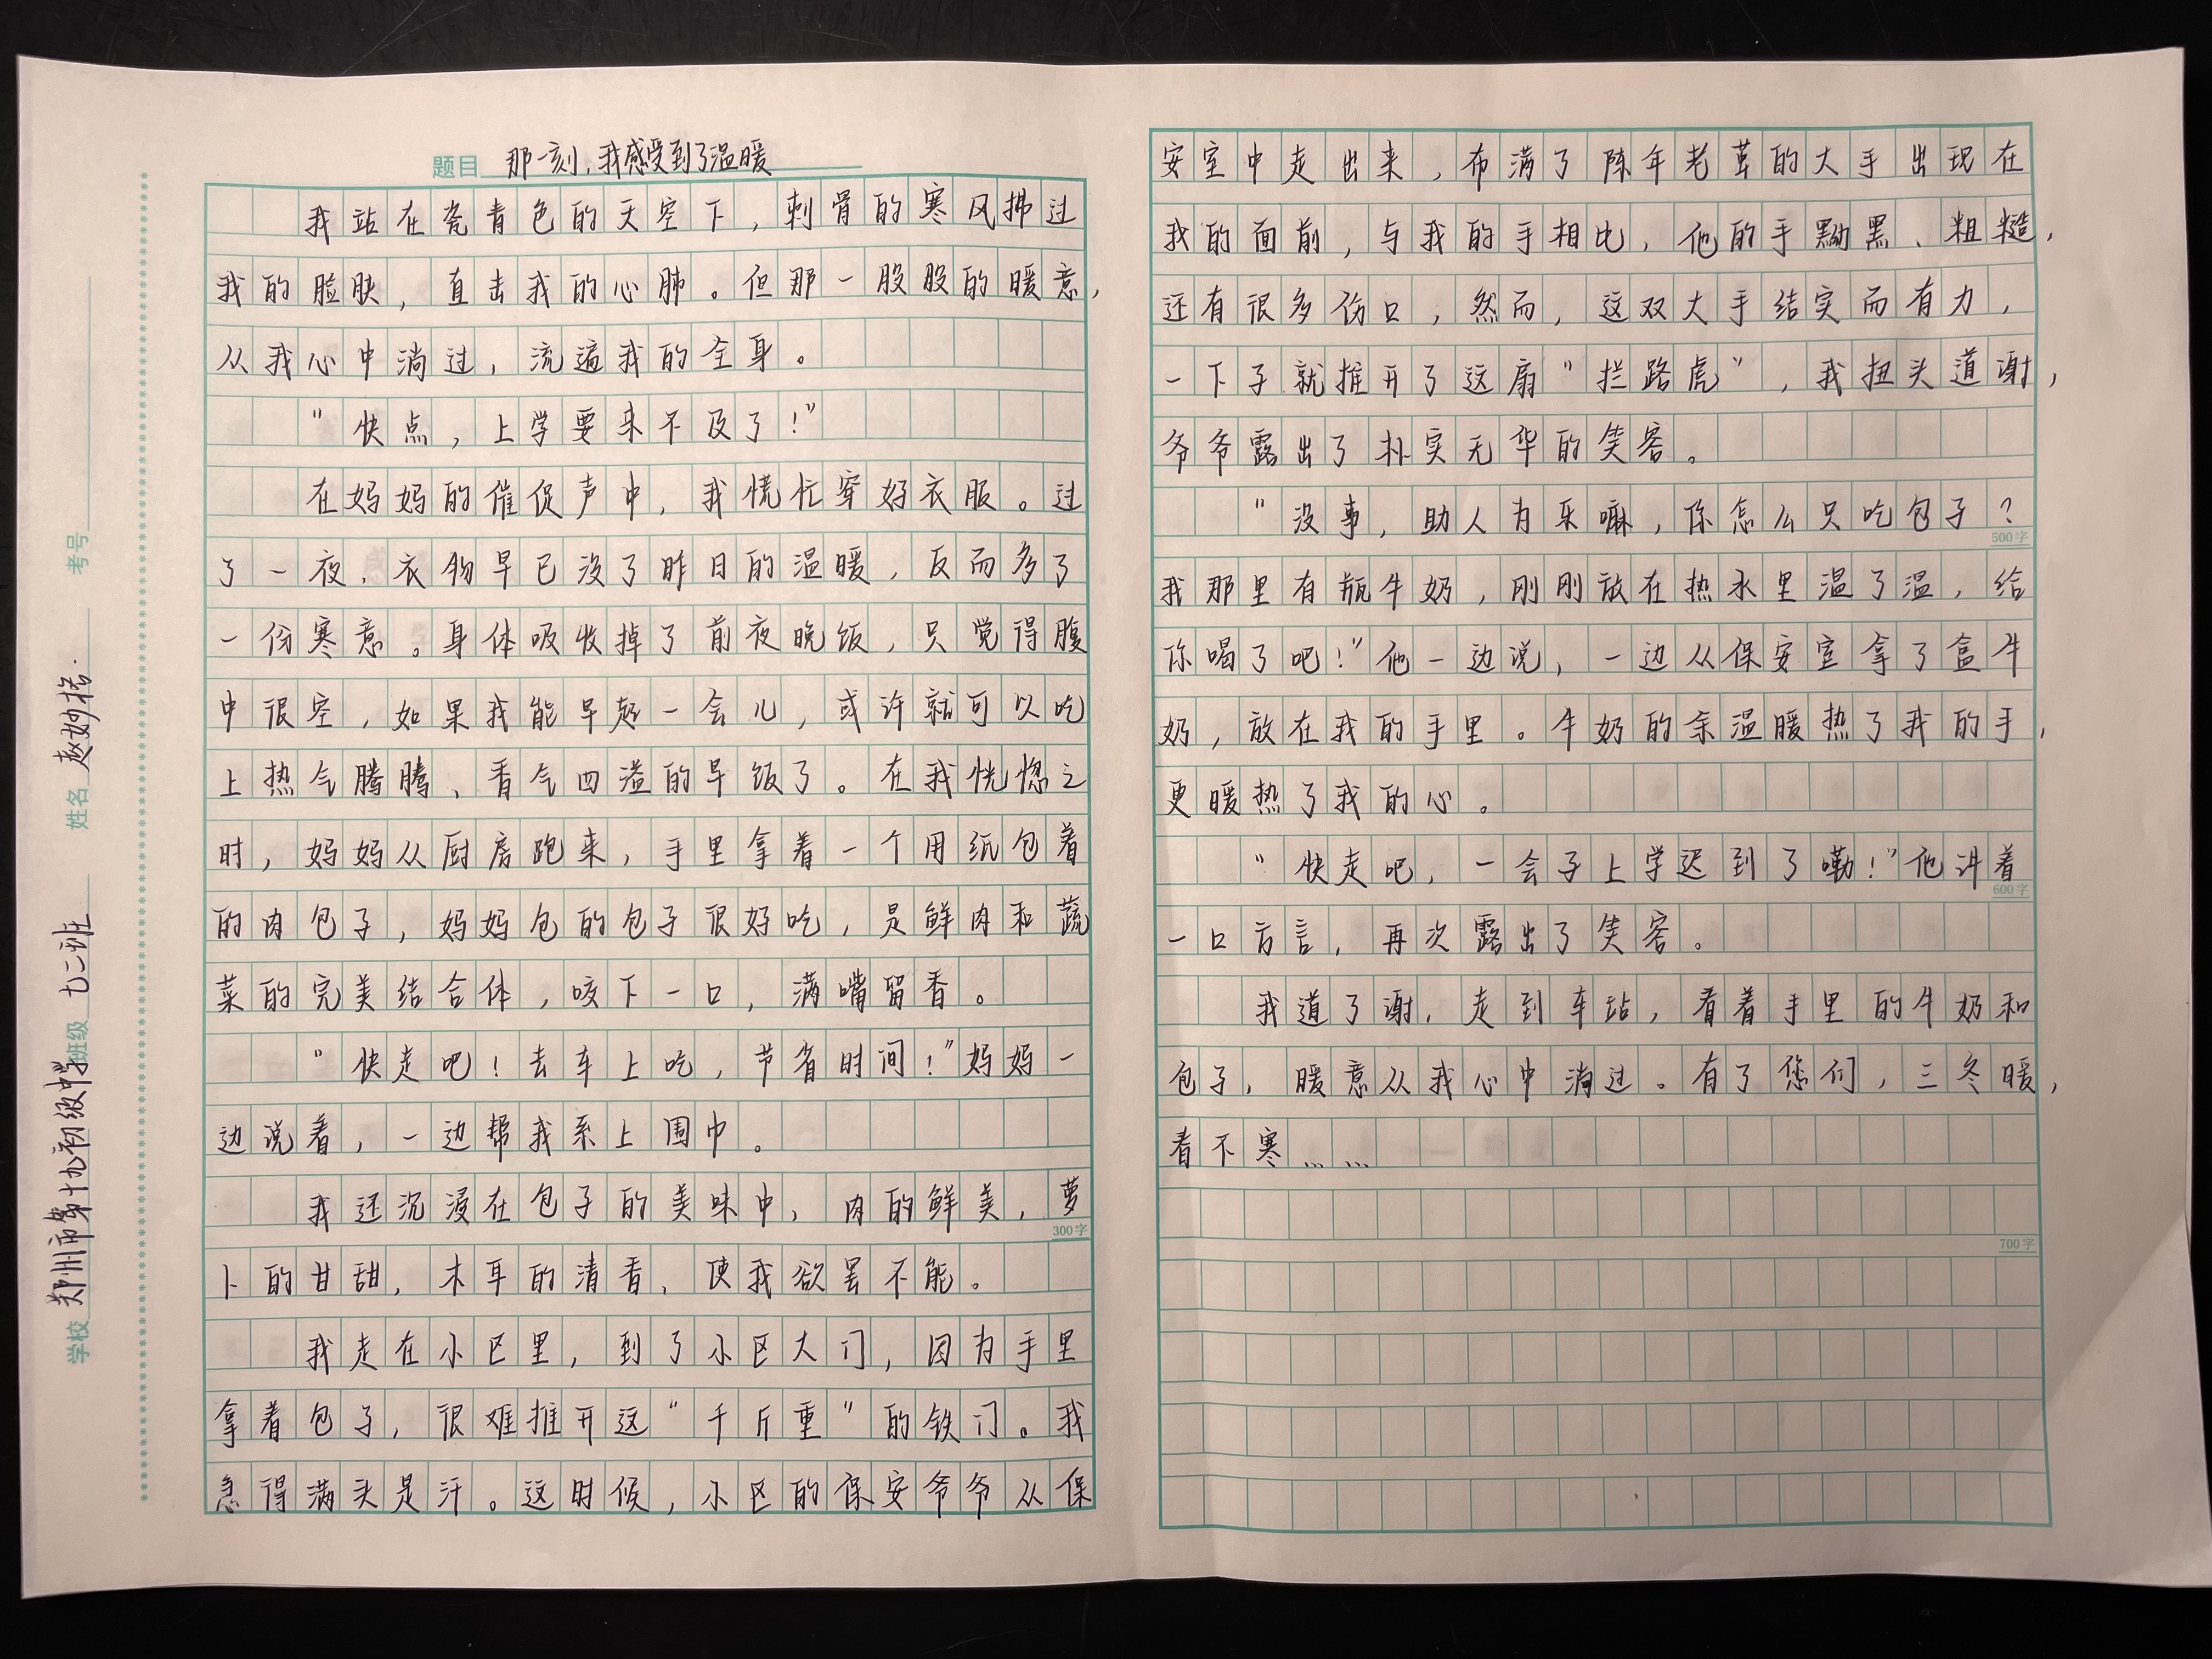 题目 那一刻，我感受到了温暖
我站在瓷青色的天空下，刺骨的寒风拂过
我的脸肤，直击我的心肺。但那一股股的暖意，
从我心中淌过，流遍我的全身。
“快点，上学要来不及了！”
在妈妈的催促声中，我慌忙穿好衣服。过
了一夜，衣物早已没了昨日的温暖，反而多了
一份寒意。身体吸收掉了前夜晚饭，只觉得腹
中很空，如果我能早起一会儿，或许就可以吃
上热气腾腾、香气四溢的早饭了。在我恍惚之
时，妈妈从厨房跑来，手里拿着一个用纸包着
的肉包子，妈妈包的包子很好吃，是鲜肉和蔬
菜的完美结合体，咬下一口，满嘴留香。
“快走吧！去车上吃，节省时间！”妈妈一
边说着，一边帮我系上围巾。
我还沉浸在包子的美味中，肉的鲜美，萝
300字
卜的甘甜，木耳的清香，使我欲罢不能。
我走在小区里，到了小区大门，因为手里
拿着包子，很难推开这“千斤重”的铁门。我
急得满头是汗。这时候，小区的保安爷爷从保
安室中走出来，布满了陈年老茧的大手出现在
我的面前，与我的手相比，他的手黝黑、粗糙，
还有很多伤口，然而，这双大手结实而有力，
一下子就推开了这扇“拦路虎”，我扭头道谢，
爷爷露出了朴实无华的笑容。
“没事，助人为乐嘛，你怎么只吃包子？
500字
我那里有瓶牛奶，刚刚放在热水里温了温，给
你喝了吧！”他一边说，一边从保安室拿了盒牛
奶，放在我的手里。牛奶的余温暖热了我的手，
更暖热了我的心。
“快走吧，一会子上学迟到了嘞！”他讲着
600字
一口方言，再次露出了笑容。
我道了谢，走到车站，看着手里的牛奶和
包子，暖意从我心中淌过。有了您们，三冬暖，
看不寒……
700字
学校 郑州市第十九初级中学 班级 七二班 姓名 赵妙 考号